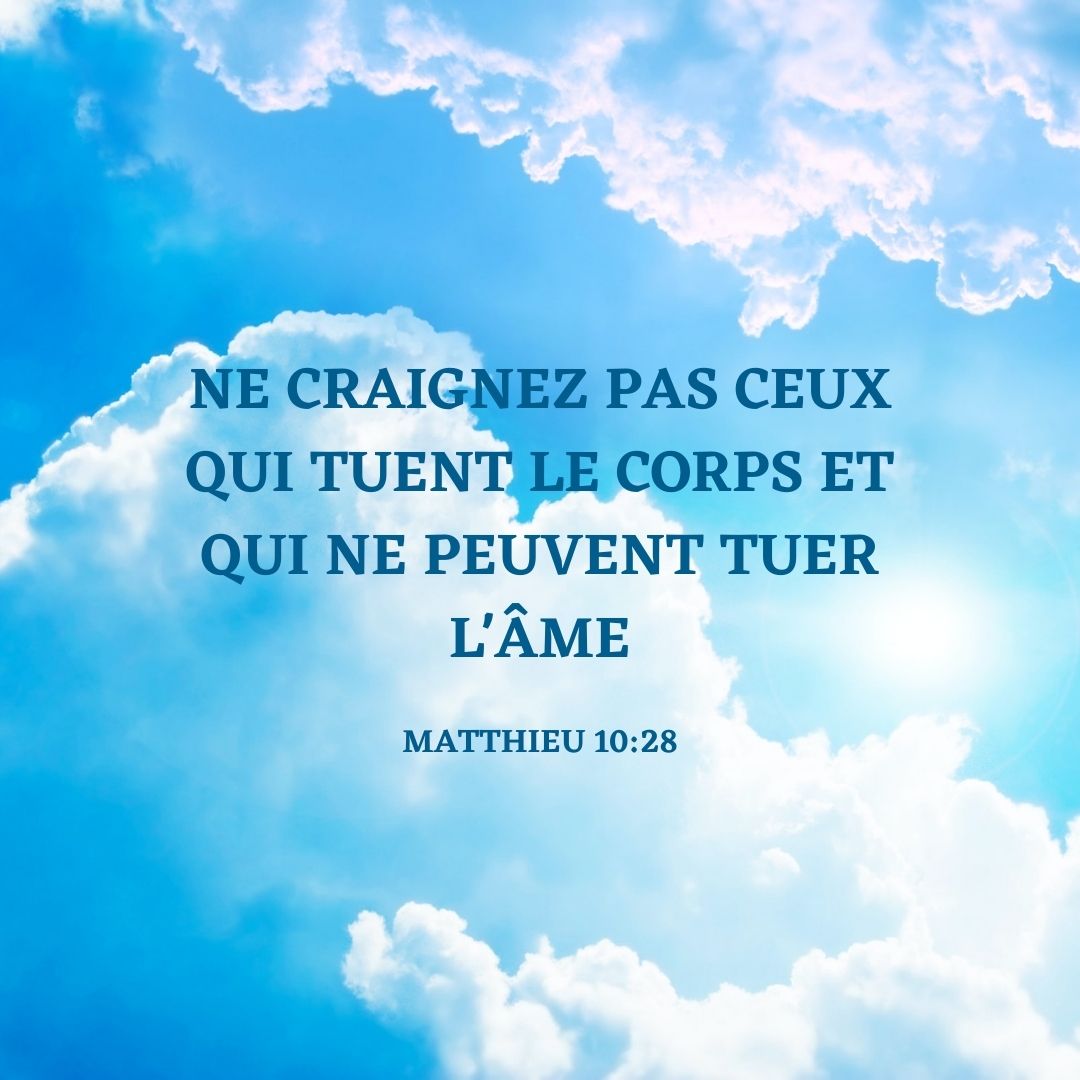 NE CRAIGNEZ PAS CEUX
QUI TUENT LE CORPS ET
QUI NE PEUVENT TUER
L'ÂME
MATTHIEU 10:28